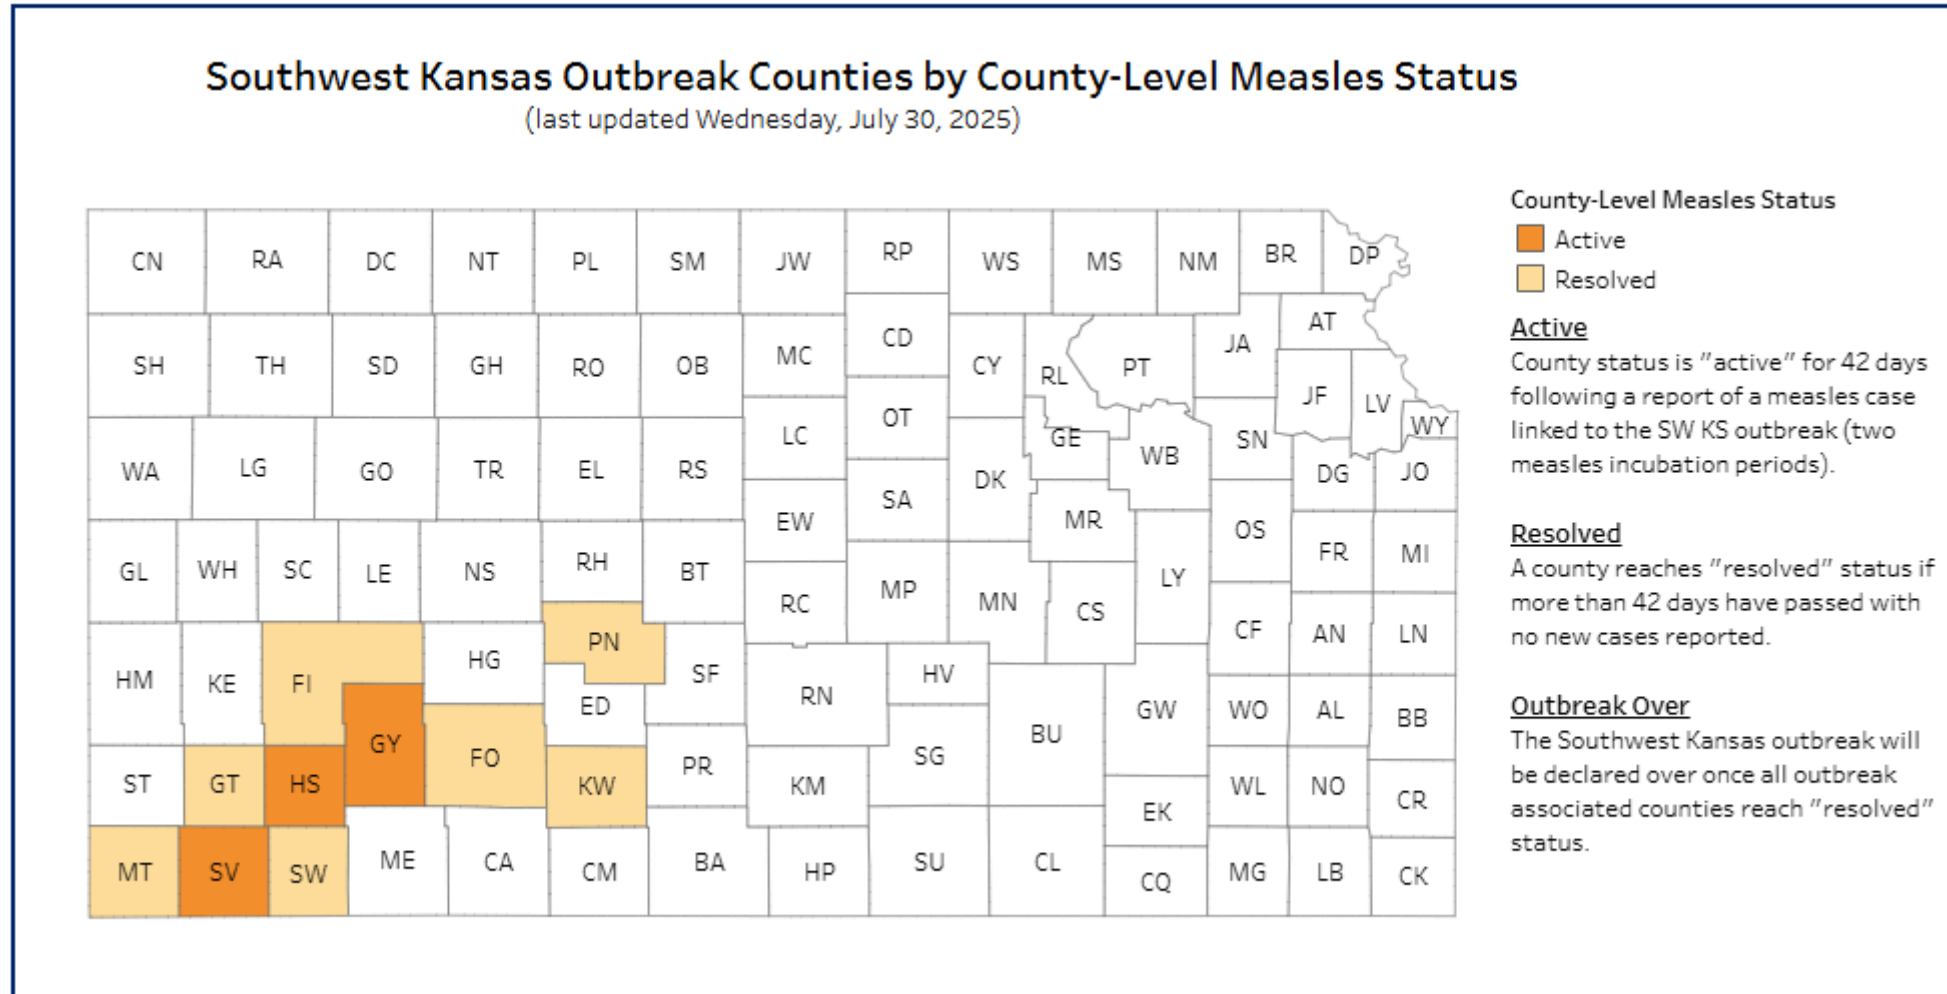 Southwest Kansas Outbreak Counties by County-Level Measles Status
(last updated Wednesday, July 30, 2025)
CN RA DC NT PL SM JW RP WS MS NM BR DP
SH TH SD GH RO OB MC CD CY RL PT JA AT
JF LV WY
WA LG GO TR EL RS LC OT DK GE WB SN DG JO
EW SA MR OS
GL WH SC LE NS RH BT RC MP MN CS LY FR MI
HM KE FI HG PN SF RN HV CF AN LN
ED BU GW WO AL BB
ST GT HS GY FO KW PR KM SG EK WL NO CR
MT SV SW ME CA CM BA HP SU CL CQ MG LB CK
County-Level Measles Status
Active
Resolved
Active
County status is "active" for 42 days
following a report of a measles case
linked to the SW KS outbreak (two
measles incubation periods).
Resolved
A county reaches "resolved" status if
more than 42 days have passed with
no new cases reported.
Outbreak Over
The Southwest Kansas outbreak will
be declared over once all outbreak
associated counties reach "resolved"
status.